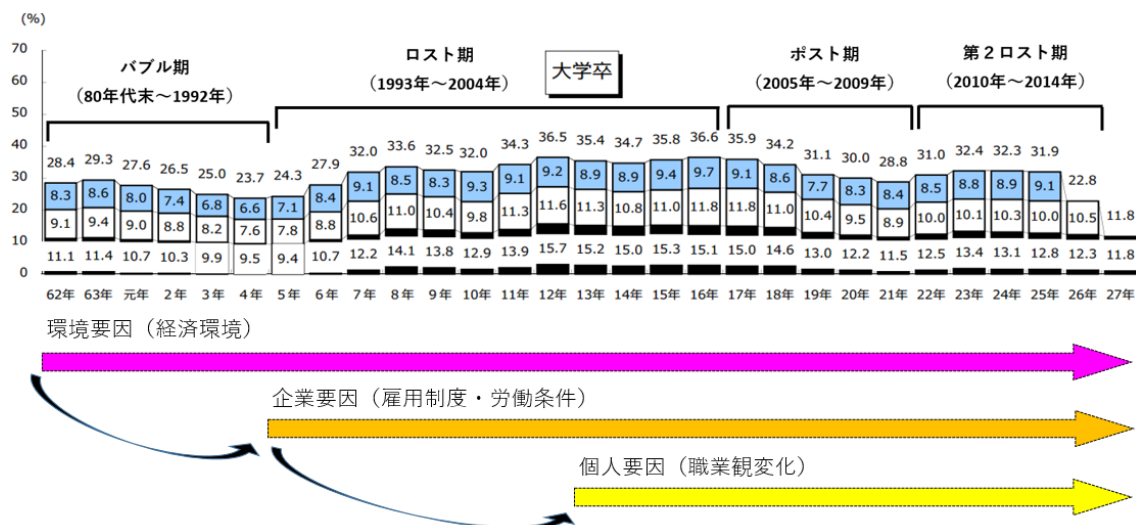 (%)
70
60
50
40
30
20
10
0
バブル期
（80年代末～1992年）
ロスト期
（1993年～2004年）
大学卒
ポスト期
（2005年～2009年）
第２ロスト期
（2010年～2014年）
28.4 29.3 27.6 26.5 25.0 23.7 24.3 27.9 32.0 33.6 32.5 32.0 34.3 36.5 35.4 34.7 35.8 36.6 35.9 34.2 31.1 30.0 28.8 31.0 32.4 32.3 31.9 22.8 11.8
8.3 8.6 8.0 7.4 6.8 6.6 7.1 8.4 9.1 8.5 8.3 9.3 9.1 9.2 8.9 8.9 9.4 9.7 9.1 8.6 7.7 8.3 8.4 8.5 8.8 8.9 9.1
9.1 9.4 9.0 8.8 8.2 7.6 7.8 8.8 10.6 11.0 10.4 9.8 11.3 11.6 11.3 10.8 11.0 11.8 11.8 11.0 10.4 9.5 8.9 10.0 10.1 10.3 10.0 10.5
11.1 11.4 10.7 10.3 9.9 9.5 9.4 10.7 12.2 14.1 13.8 12.9 13.9 15.7 15.2 15.0 15.3 15.1 15.0 14.6 13.0 12.2 11.5 12.5 13.4 13.1 12.8 12.3 11.8
62年 63年 元年 2年 3年 4年 5年 6年 7年 8年 9年 10年 11年 12年 13年 14年 15年 16年 17年 18年 19年 20年 21年 22年 23年 24年 25年 26年 27年
環境要因（経済環境）
企業要因（雇用制度・労働条件）
個人要因（職業観変化）